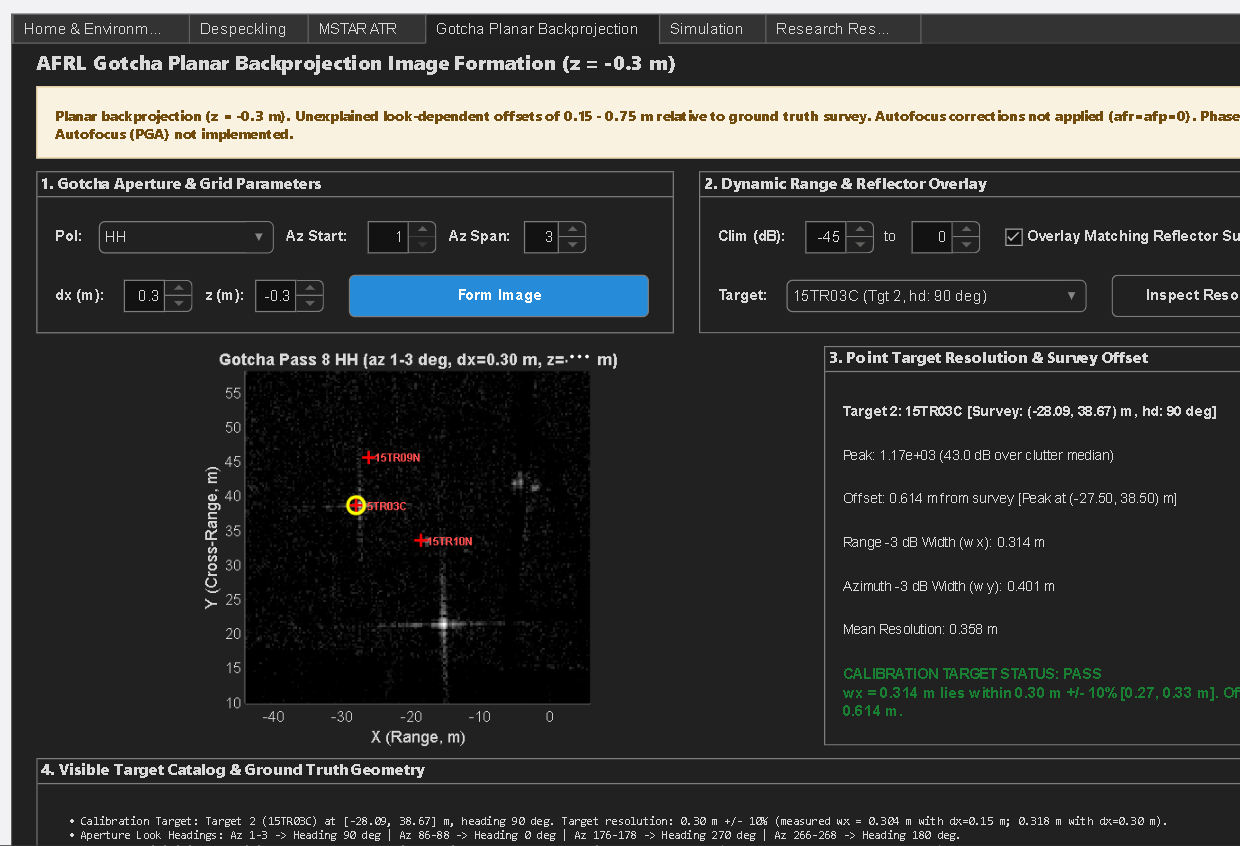 Home & Environm...
Despeckling
MSTAR ATR
Gotcha Planar Backprojection
Simulation
Research Res...
AFRL Gotcha Planar Backprojection Image Formation (z = -0.3 m)
Planar backprojection (z = -0.3 m). Unexplained look-dependent offsets of 0.15 - 0.75 m relative to ground truth survey. Autofocus corrections not applied (afr=afp=0). Phase
Autofocus (PGA) not implemented.
1. Gotcha Aperture & Grid Parameters
Pol: HH Az Start: 1 Az Span: 3
dx (m): 0.3 z (m): -0.3 Form Image
2. Dynamic Range & Reflector Overlay
Clim (dB): -45 to 0 Overlay Matching Reflector Su
Target: 15TR03C (Tgt 2, hd: 90 deg) Inspect Reso
Gotcha Pass 8 HH (az 1-3 deg, dx=0.30 m, z=-... m)
Y (Cross-Range, m)
55
50
45
40
35
30
25
20
15
10
15TR09N
5TR03C
15TR10N
-40 -30 -20 -10 0
X (Range, m)
3. Point Target Resolution & Survey Offset
Target 2: 15TR03C [Survey: (-28.09, 38.67) m, hd: 90 deg]
Peak: 1.17e+03 (43.0 dB over clutter median)
Offset: 0.614 m from survey [Peak at (-27.50, 38.50) m]
Range -3 dB Width (wx): 0.314 m
Azimuth -3 dB Width (wy): 0.401 m
Mean Resolution: 0.358 m
CALIBRATION TARGET STATUS: PASS
wx = 0.314 m lies within 0.30 m +/- 10% [0.27, 0.33 m]. Of
0.614 m.
4. Visible Target Catalog & Ground Truth Geometry
• Calibration Target: Target 2 (15TR03C) at [-28.09, 38.67] m, heading 90 deg. Target resolution: 0.30 m +/- 10% (measured wx = 0.304 m with dx=0.15 m; 0.318 m with dx=0.30 m).
• Aperture Look Headings: Az 1-3 -> Heading 90 deg | Az 86-88 -> Heading 0 deg | Az 176-178 -> Heading 270 deg | Az 266-268 -> Heading 180 deg.